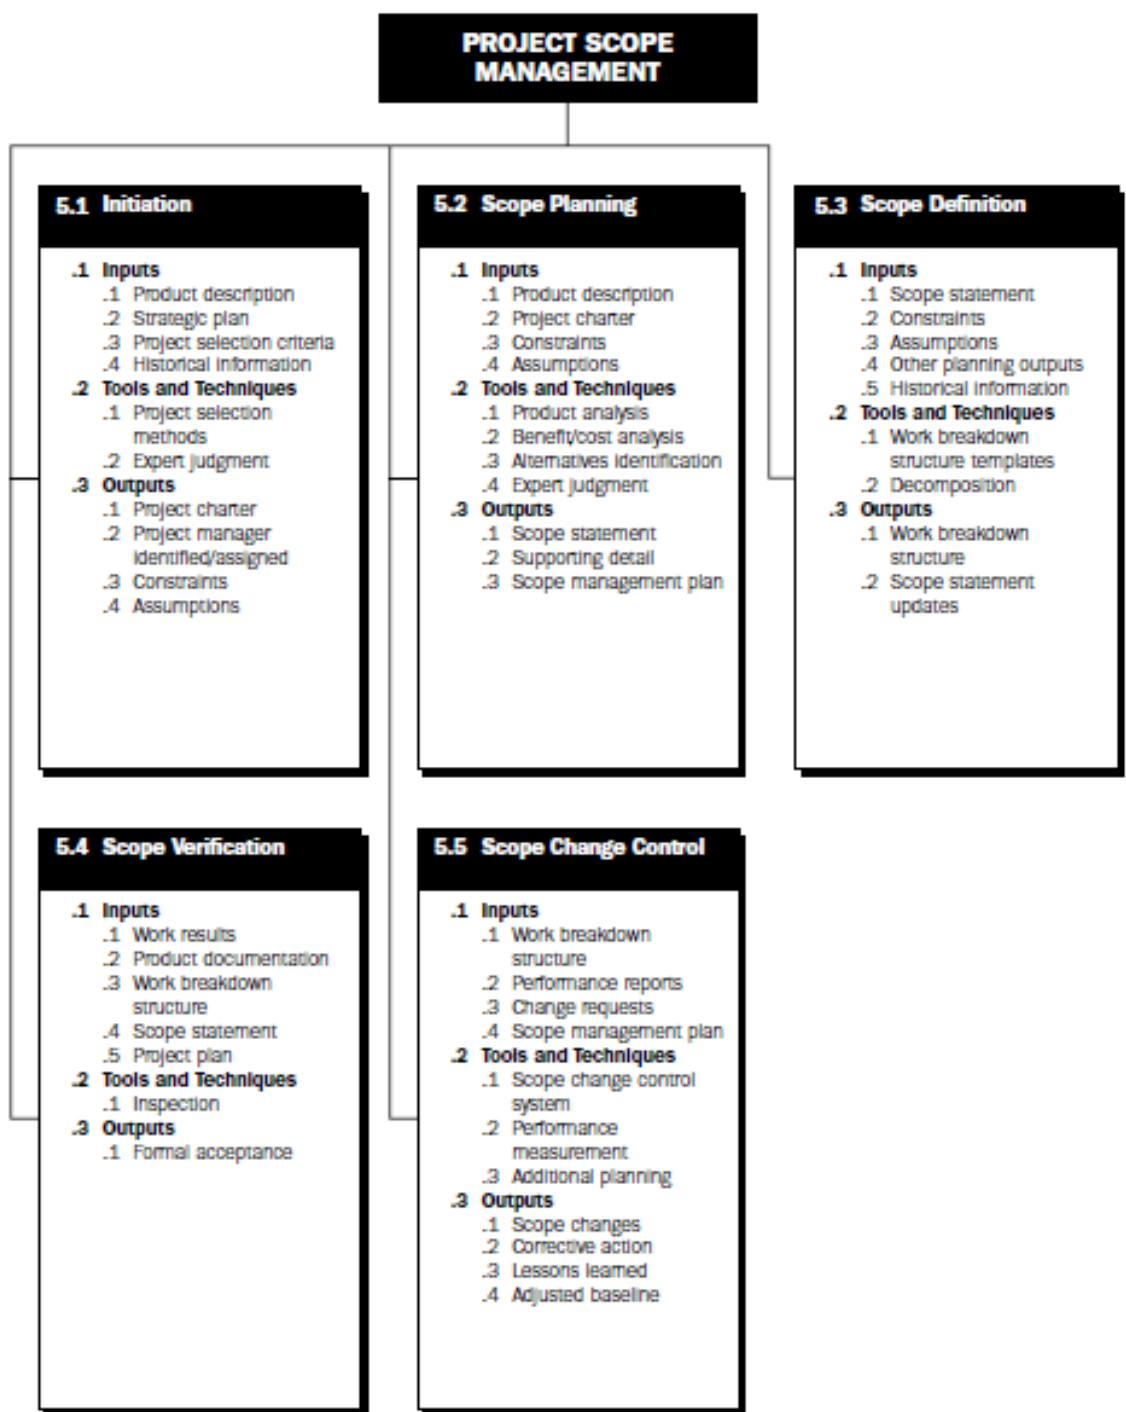 PROJECT SCOPE
MANAGEMENT
5.1 Initiation
.1 Inputs
.1 Product description
.2 Strategic plan
.3 Project selection criteria
.4 Historical information
.2 Tools and Techniques
.1 Project selection
methods
.2 Expert judgment
.3 Outputs
.1 Project charter
.2 Project manager
identified/assigned
.3 Constraints
.4 Assumptions
5.2 Scope Planning
.1 Inputs
.1 Product description
.2 Project charter
.3 Constraints
.4 Assumptions
.2 Tools and Techniques
.1 Product analysis
.2 Benefit/cost analysis
.3 Alternatives identification
.4 Expert judgment
.3 Outputs
.1 Scope statement
.2 Supporting detail
.3 Scope management plan
5.3 Scope Definition
.1 Inputs
.1 Scope statement
.2 Constraints
.3 Assumptions
.4 Other planning outputs
.5 Historical information
.2 Tools and Techniques
.1 Work breakdown
structure templates
.2 Decomposition
.3 Outputs
.1 Work breakdown
structure
.2 Scope statement
updates
5.4 Scope Verification
.1 Inputs
.1 Work results
.2 Product documentation
.3 Work breakdown
structure
.4 Scope statement
.5 Project plan
.2 Tools and Techniques
.1 Inspection
.3 Outputs
.1 Formal acceptance
5.5 Scope Change Control
.1 Inputs
.1 Work breakdown
structure
.2 Performance reports
.3 Change requests
.4 Scope management plan
.2 Tools and Techniques
.1 Scope change control
system
.2 Performance
measurement
.3 Additional planning
.3 Outputs
.1 Scope changes
.2 Corrective action
.3 Lessons learned
.4 Adjusted baseline